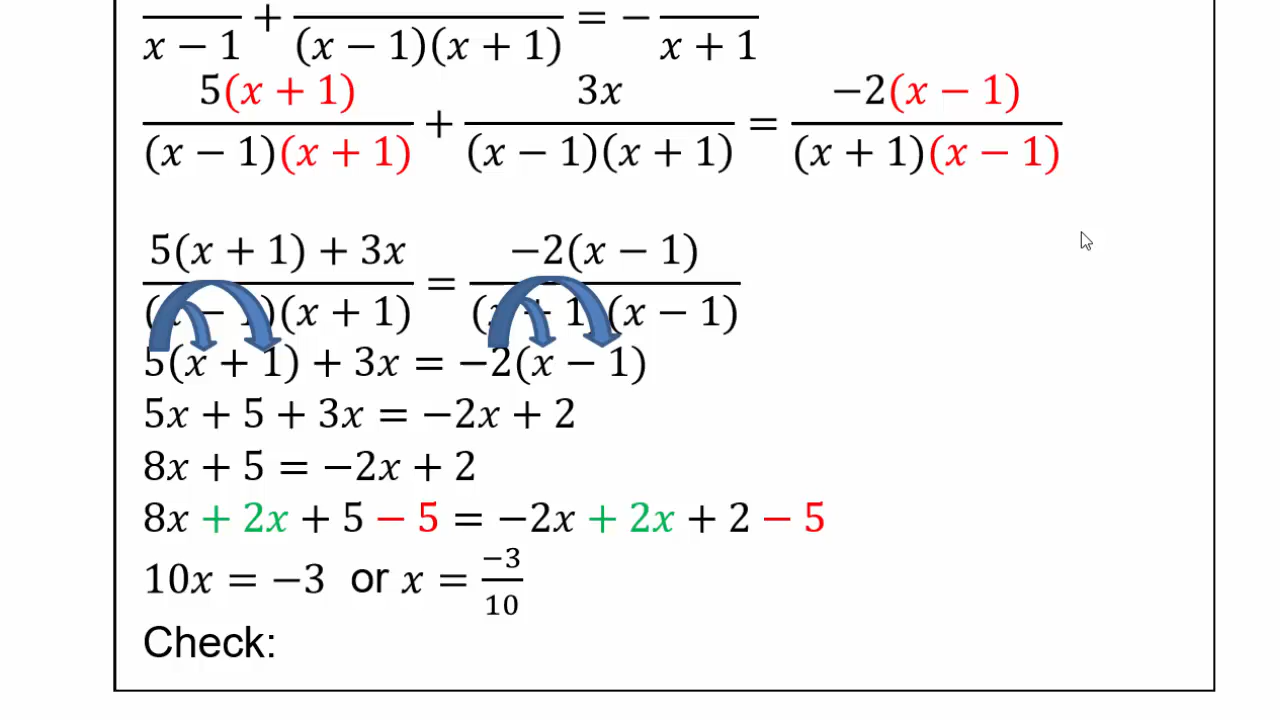 x − 1 + (x − 1)(x + 1) = − x + 1
5(x + 1) / (x − 1)(x + 1) + 3x / (x − 1)(x + 1) = −2(x − 1) / (x + 1)(x − 1)
5(x + 1) + 3x / (x − 1)(x + 1) = −2(x − 1) / (x + 1)(x − 1)
5(x + 1) + 3x = −2(x − 1)
5x + 5 + 3x = −2x + 2
8x + 5 = −2x + 2
8x + 2x + 5 − 5 = −2x + 2x + 2 − 5
10x = −3 or x = −3 / 10
Check: